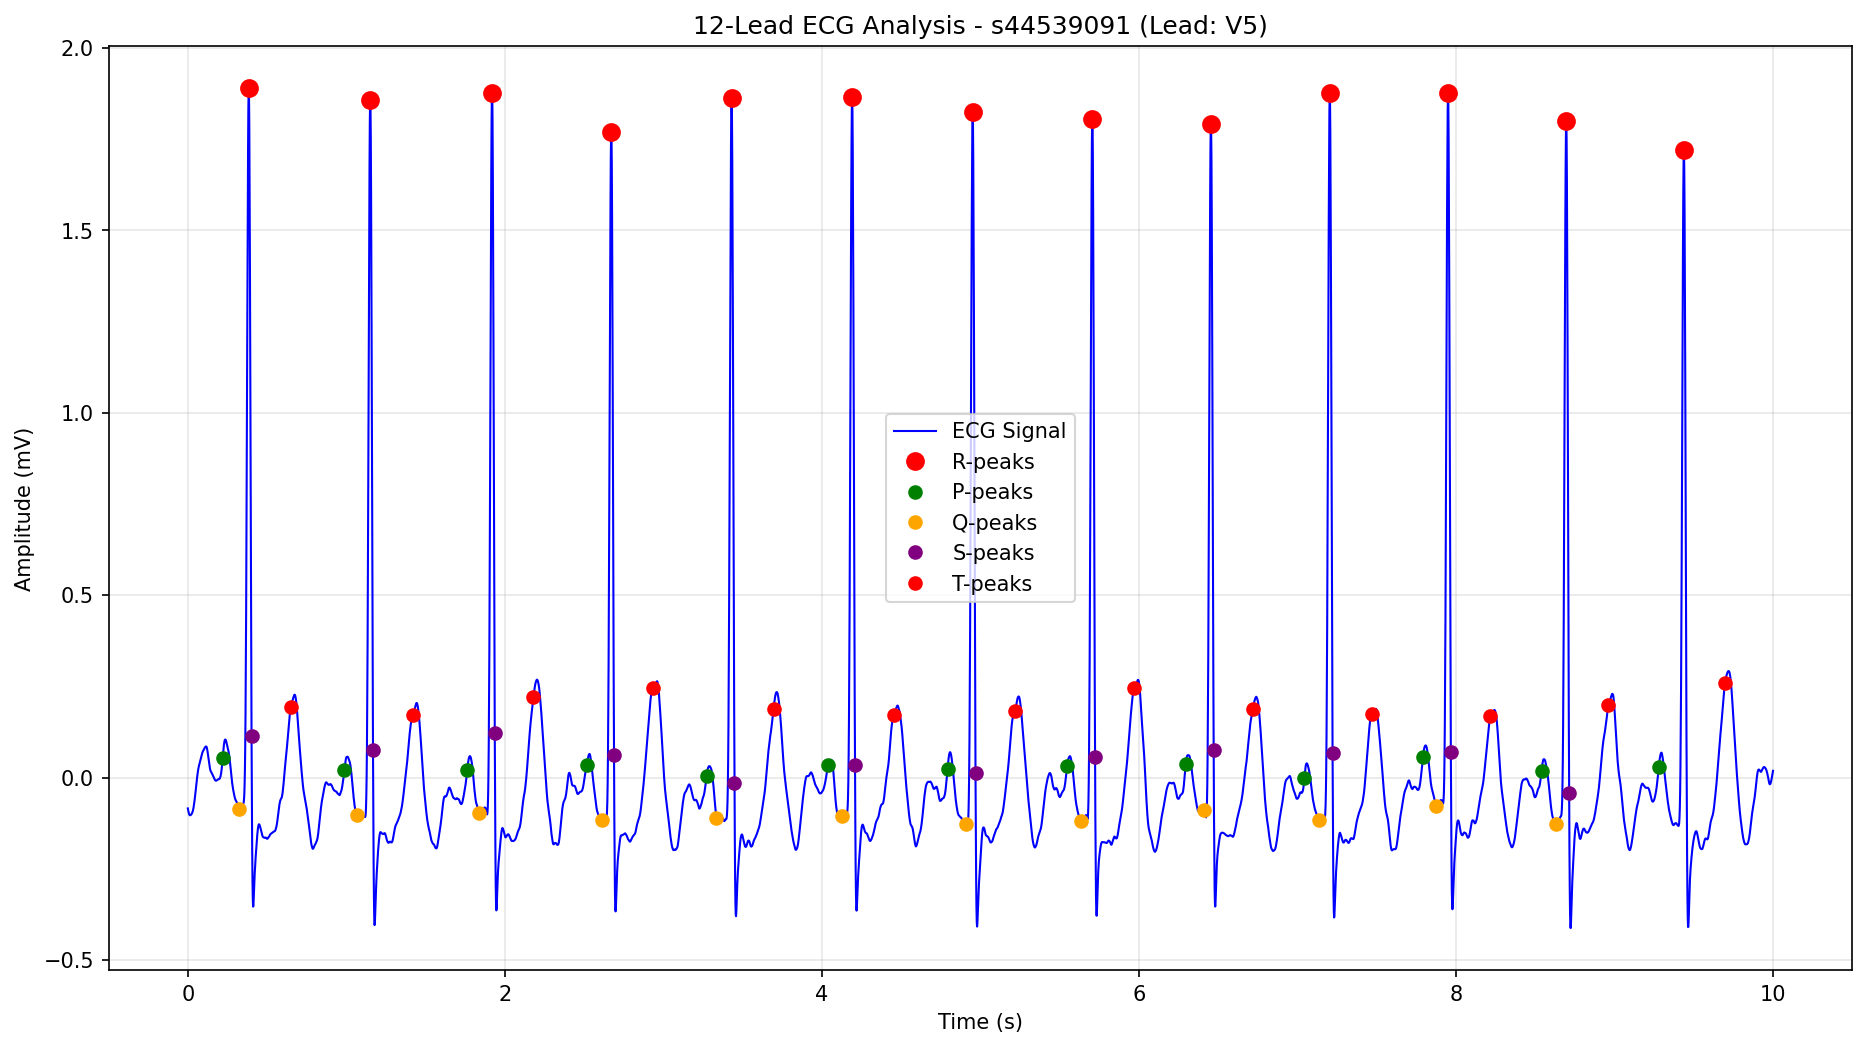 12-Lead ECG Analysis - s44539091 (Lead: V5)
2.0
1.5
1.0
0.5
0.0
−0.5
Amplitude (mV)
ECG Signal
R-peaks
P-peaks
Q-peaks
S-peaks
T-peaks
0 2 4 6 8 10
Time (s)